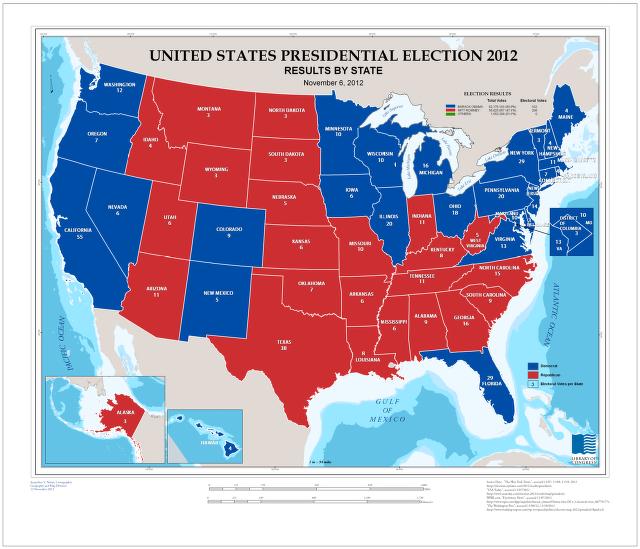 UNITED STATES PRESIDENTIAL ELECTION 2012
RESULTS BY STATE
November 6, 2012
ELECTION RESULTS
Total Votes Electoral Votes
BARACK OBAMA
MITT ROMNEY
OTHERS
WASHINGTON
12
OREGON
7
CALIFORNIA
55
NEVADA
6
IDAHO
4
MONTANA
3
WYOMING
3
UTAH
6
COLORADO
9
ARIZONA
11
NEW MEXICO
5
NORTH DAKOTA
3
SOUTH DAKOTA
3
NEBRASKA
5
KANSAS
6
OKLAHOMA
7
TEXAS
38
MINNESOTA
10
IOWA
6
MISSOURI
10
ARKANSAS
6
8
LOUISIANA
WISCONSIN
10
ILLINOIS
20
16
MICHIGAN
INDIANA
11
OHIO
18
KENTUCKY
8
TENNESSEE
11
MISSISSIPPI
6
ALABAMA
9
GEORGIA
16
29
FLORIDA
SOUTH CAROLINA
9
NORTH CAROLINA
15
VIRGINIA
13
5
WEST
VIRGINIA
PENNSYLVANIA
20
NEW YORK
29
VERMONT
3
4
NEW
HAMPSHIRE
4
MAINE
11
7
14
MARYLAND
10
10
MD
DISTRICT
OF
COLUMBIA
3
13
VA
ALASKA
3
HAWAII
4
PACIFIC OCEAN
ATLANTIC OCEAN
GULF
OF
MEXICO
Democrat
Republican
3 Electoral Votes per State
LIBRARY OF
CONGRESS